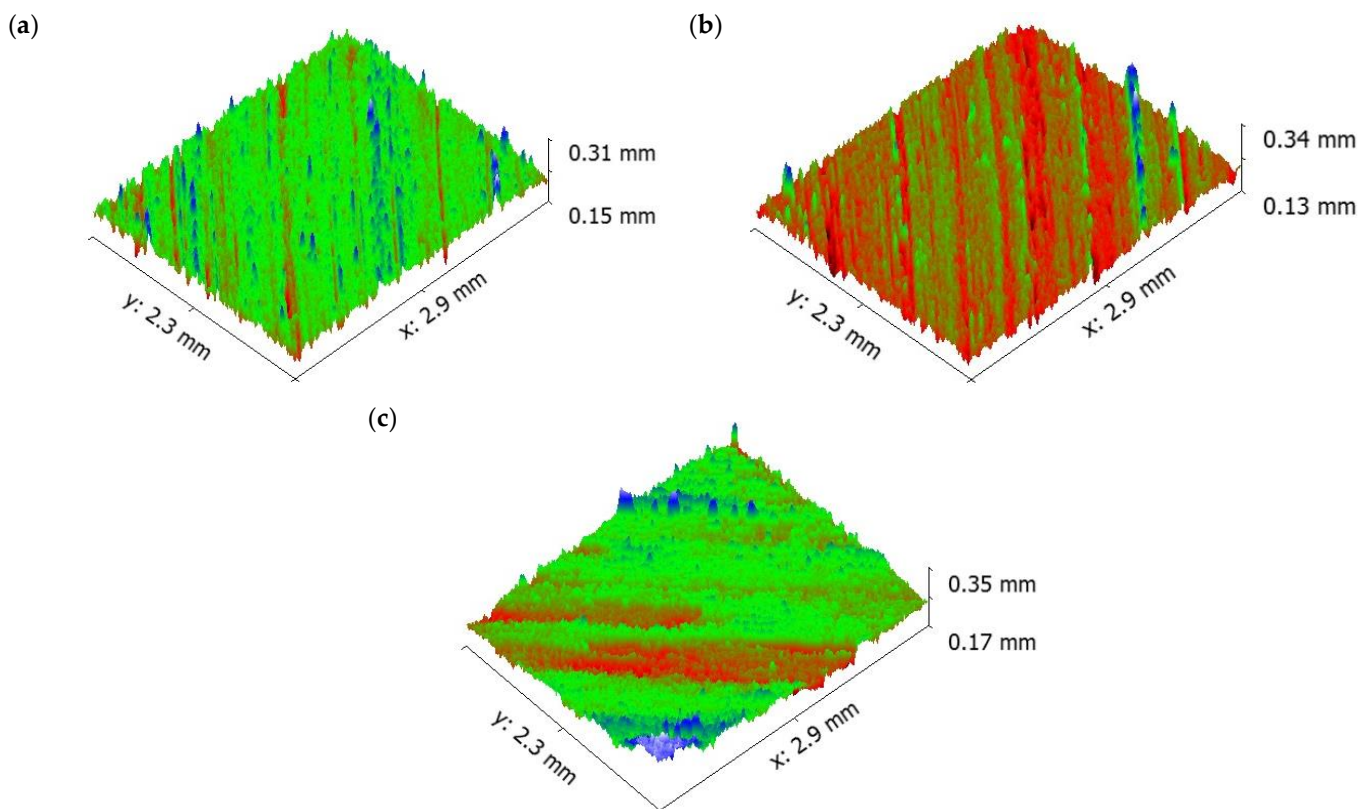 (a)
0.31 mm
0.15 mm
y: 2.3 mm
x: 2.9 mm
(b)
0.34 mm
0.13 mm
y: 2.3 mm
x: 2.9 mm
(c)
0.35 mm
0.17 mm
y: 2.3 mm
x: 2.9 mm